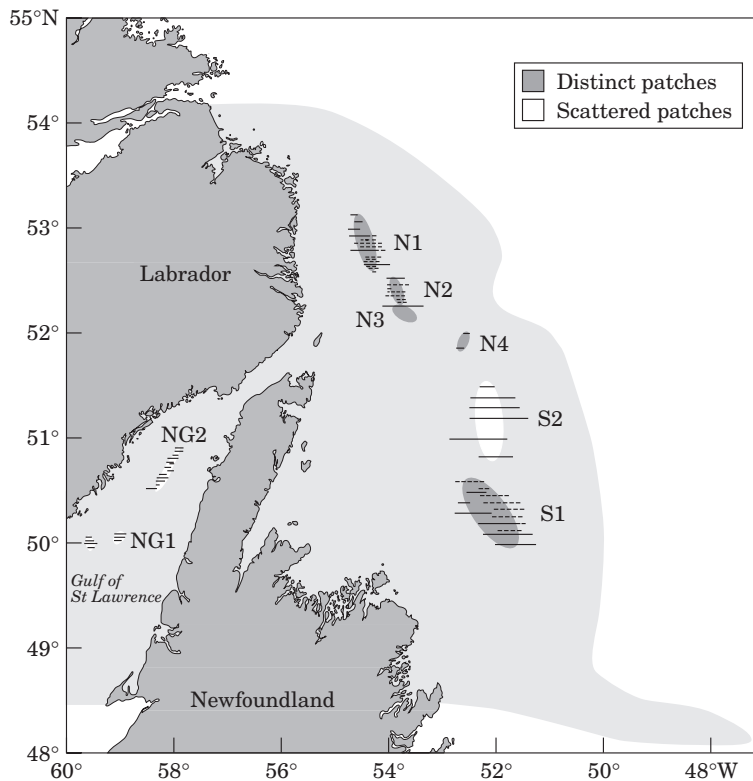 55°N
Distinct patches
Scattered patches
54°
53°
N1
Labrador
N2
52°
N3
N4
S2
51°
NG2
S1
50°
NG1
Gulf of
St Lawrence
49°
Newfoundland
48°
60° 58° 56° 54° 52° 50° 48°W